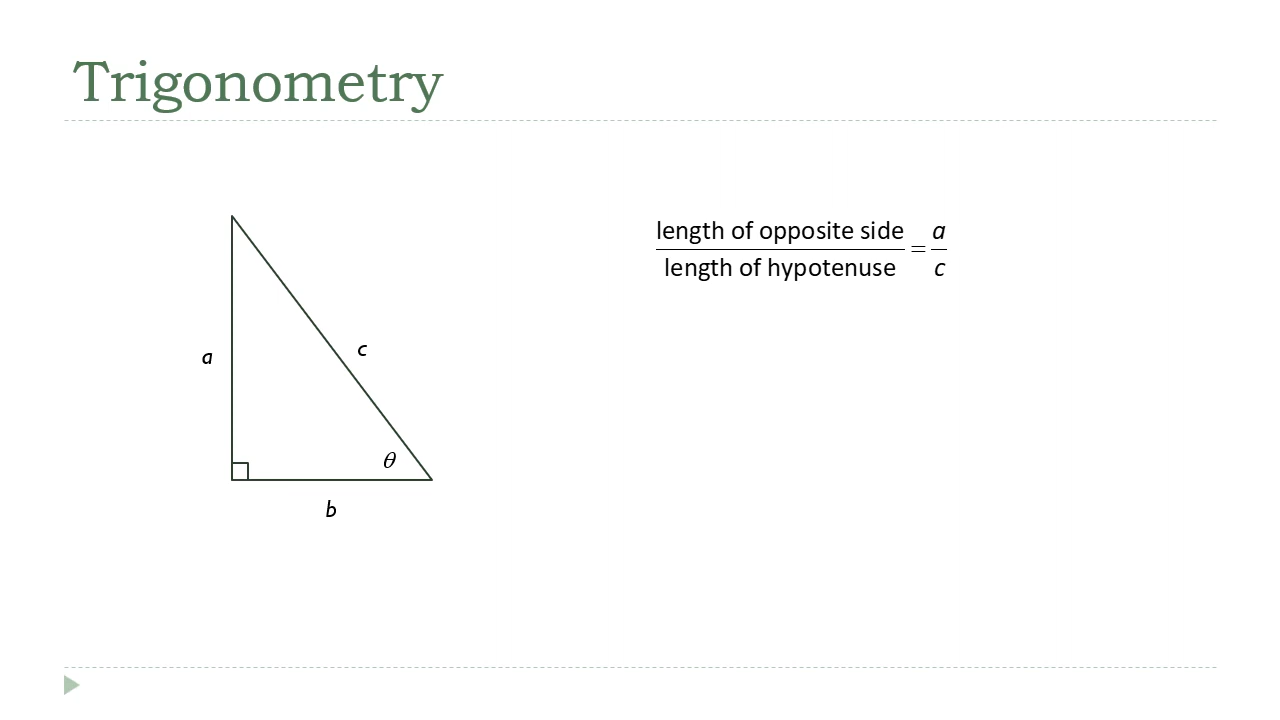 Trigonometry
length of opposite side / length of hypotenuse = a / c
a
c
θ
b